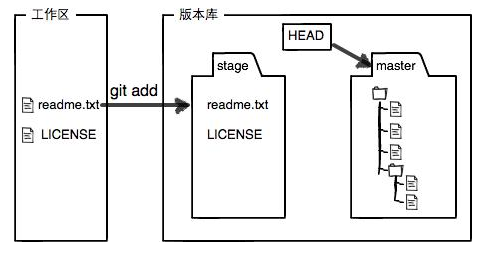 工作区
版本库
HEAD
stage
master
readme.txt
git add
readme.txt
LICENSE
LICENSE